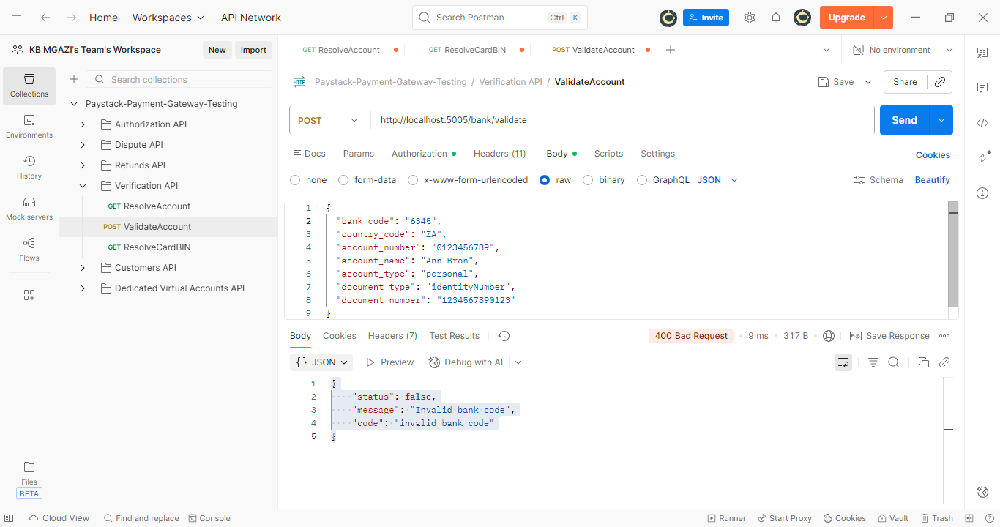 Home Workspaces API Network Search Postman Ctrl K Invite Upgrade
KB MGAZI's Team's Workspace New Import
GET ResolveAccount GET ResolveCardBIN POST ValidateAccount No environment
Collections
Environments
History
Mock servers
Flows
Files
BETA
Search collections
Paystack-Payment-Gateway-Testing
Authorization API
Dispute API
Refunds API
Verification API
GET ResolveAccount
POST ValidateAccount
GET ResolveCardBIN
Customers API
Dedicated Virtual Accounts API
HTTP Paystack-Payment-Gateway-Testing / Verification API / ValidateAccount Save Share
POST http://localhost:5005/bank/validate Send
Docs Params Authorization Headers (11) Body Scripts Settings Cookies
none form-data x-www-form-urlencoded raw binary GraphQL JSON Schema Beautify
1 {
2 "bank_code": "6345",
3 "country_code": "ZA",
4 "account_number": "0123456789",
5 "account_name": "Ann Bron",
6 "account_type": "personal",
7 "document_type": "identityNumber",
8 "document_number": "1234567890123"
9 }
Body Cookies Headers (7) Test Results 400 Bad Request • 9 ms • 317 B e.g. Save Response
{} JSON Preview Debug with AI
1 {
2 "status": false,
3 "message": "Invalid bank code",
4 "code": "invalid_bank_code"
5 }
Cloud View Find and replace Console Runner Start Proxy Cookies Vault Trash